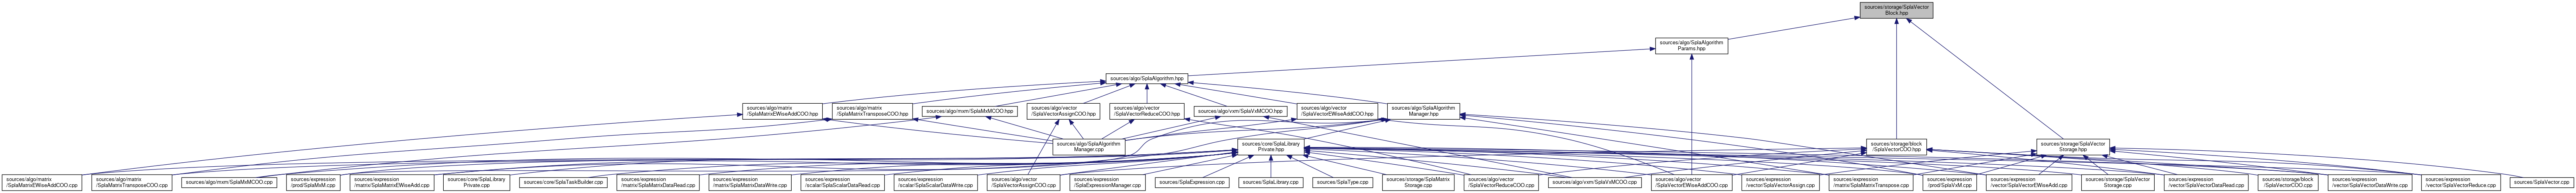 sources/storage/SplaVector
Block.hpp
sources/algo/SplaAlgorithm
Params.hpp
sources/algo/SplaAlgorithm.hpp
sources/algo/matrix
/SplaMatrixEWiseAddCOO.hpp
sources/algo/matrix
/SplaMatrixTransposeCOO.hpp
sources/algo/mxm/SplaMxMCOO.hpp
sources/algo/vector
/SplaVectorAssignCOO.hpp
sources/algo/vector
/SplaVectorReduceCOO.hpp
sources/algo/vxm/SplaVxMCOO.hpp
sources/algo/vector
/SplaVectorEWiseAddCOO.hpp
sources/algo/SplaAlgorithm
Manager.hpp
sources/algo/SplaAlgorithm
Manager.cpp
sources/core/SplaLibrary
Private.hpp
sources/storage/block
/SplaVectorCOO.hpp
sources/storage/SplaVector
Storage.hpp
sources/algo/matrix
/SplaMatrixEWiseAddCOO.cpp
sources/algo/matrix
/SplaMatrixTransposeCOO.cpp
sources/algo/mxm/SplaMxMCOO.cpp
sources/expression
/prod/SplaMxM.cpp
sources/expression
/matrix/SplaMatrixEWiseAdd.cpp
sources/core/SplaLibrary
Private.cpp
sources/core/SplaTaskBuilder.cpp
sources/expression
/matrix/SplaMatrixDataRead.cpp
sources/expression
/matrix/SplaMatrixDataWrite.cpp
sources/expression
/scalar/SplaScalarDataRead.cpp
sources/expression
/scalar/SplaScalarDataWrite.cpp
sources/algo/vector
/SplaVectorAssignCOO.cpp
sources/expression
/SplaExpressionManager.cpp
sources/SplaExpression.cpp
sources/SplaLibrary.cpp
sources/SplaType.cpp
sources/storage/SplaMatrix
Storage.cpp
sources/algo/vector
/SplaVectorReduceCOO.cpp
sources/algo/vxm/SplaVxMCOO.cpp
sources/algo/vector
/SplaVectorEWiseAddCOO.cpp
sources/expression
/vector/SplaVectorAssign.cpp
sources/expression
/matrix/SplaMatrixTranspose.cpp
sources/expression
/prod/SplaVxM.cpp
sources/expression
/vector/SplaVectorEWiseAdd.cpp
sources/storage/SplaVector
Storage.cpp
sources/expression
/vector/SplaVectorDataRead.cpp
sources/storage/block
/SplaVectorCOO.cpp
sources/expression
/vector/SplaVectorDataWrite.cpp
sources/expression
/vector/SplaVectorReduce.cpp
sources/SplaVector.cpp